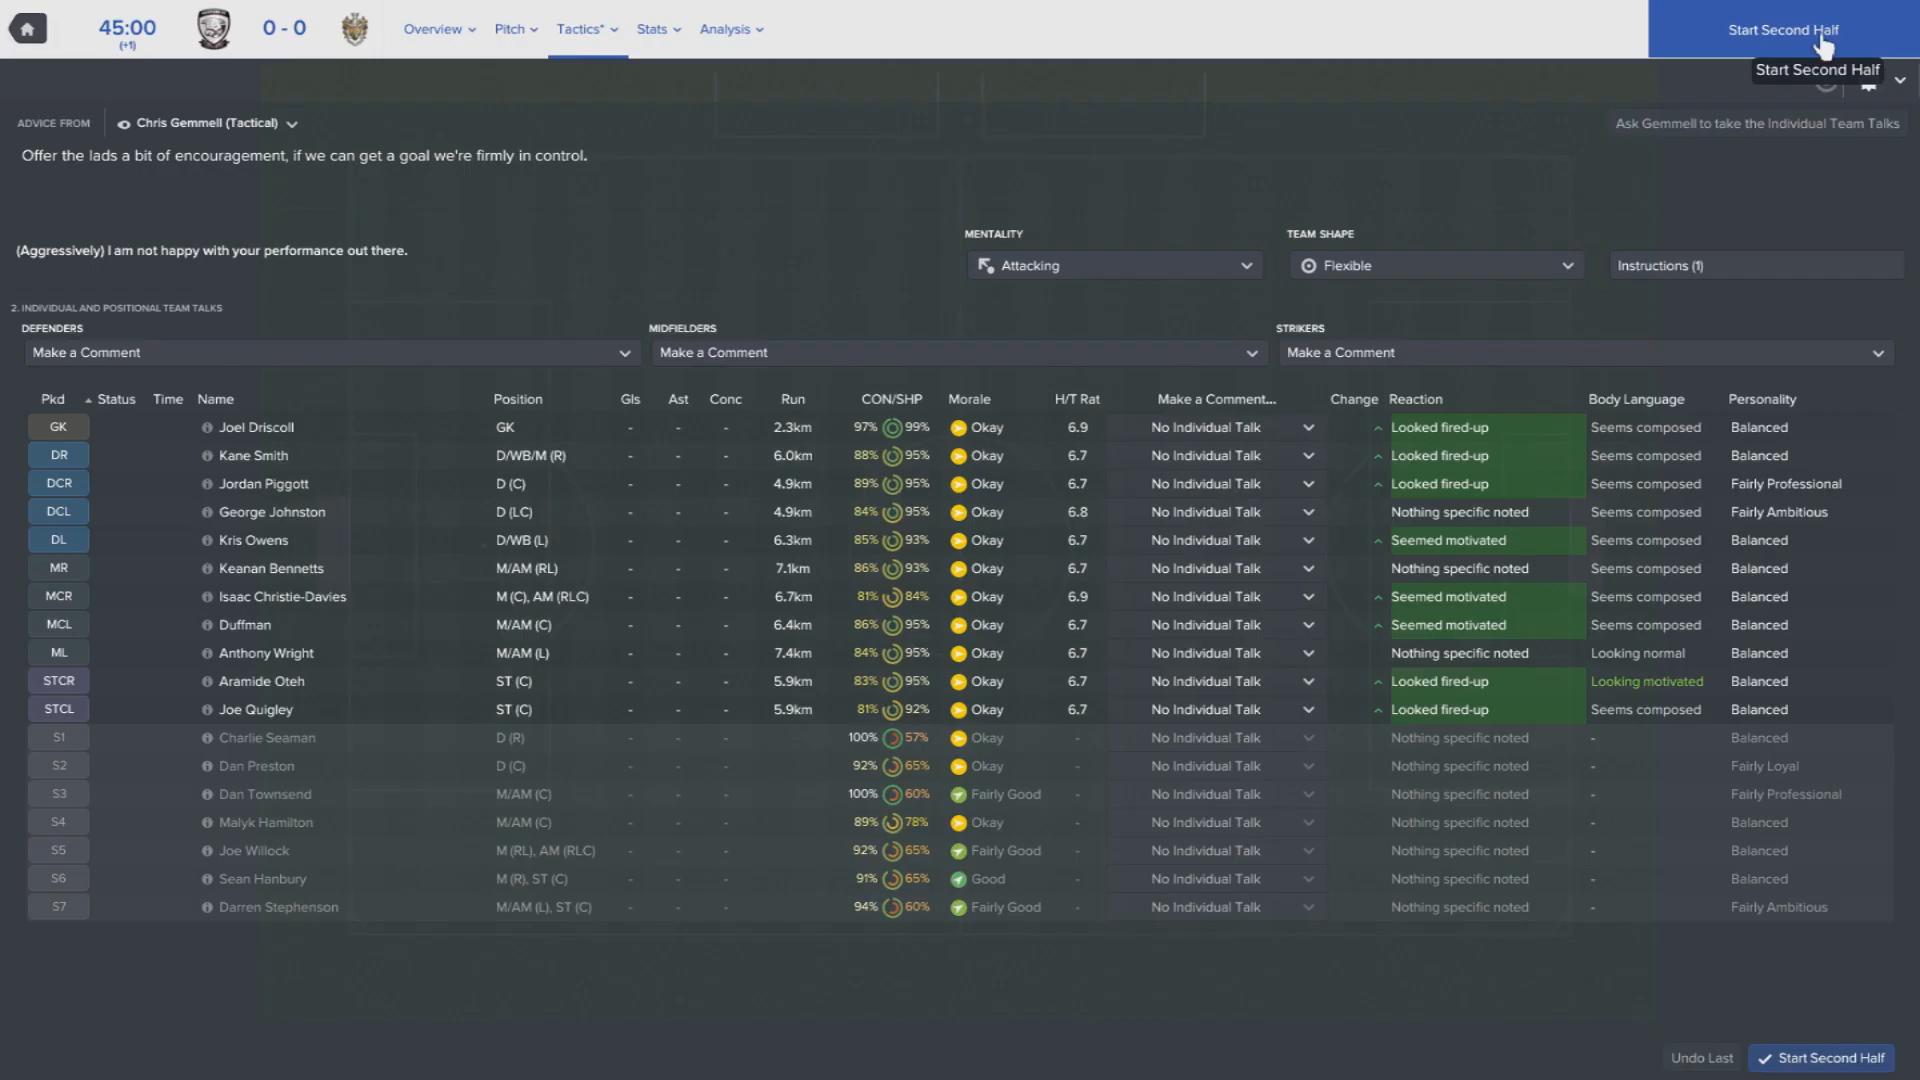 45:00 (+1) 0 - 0 Overview Pitch Tactics* Stats Analysis Start Second Half
Start Second Half
ADVICE FROM Chris Gemmell (Tactical) Ask Gemmell to take the Individual Team Talks
Offer the lads a bit of encouragement, if we can get a goal we're firmly in control.
MENTALITY TEAM SHAPE
(Aggressively) I am not happy with your performance out there. Attacking Flexible Instructions (1)
2. INDIVIDUAL AND POSITIONAL TEAM TALKS
DEFENDERS MIDFIELDERS STRIKERS
Make a Comment Make a Comment Make a Comment
Pkd Status Time Name Position Gls Ast Conc Run CON/SHP Morale H/T Rat Make a Comment... Change Reaction Body Language Personality
GK Joel Driscoll GK - - - 2.3km 97% 99% Okay 6.9 No Individual Talk Looked fired-up Seems composed Balanced
DR Kane Smith D/WB/M (R) - - - 6.0km 88% 95% Okay 6.7 No Individual Talk Looked fired-up Seems composed Balanced
DCR Jordan Piggott D (C) - - - 4.9km 89% 95% Okay 6.7 No Individual Talk Looked fired-up Seems composed Fairly Professional
DCL George Johnston D (LC) - - - 4.9km 84% 95% Okay 6.8 No Individual Talk Nothing specific noted Seems composed Fairly Ambitious
DL Kris Owens D/WB (L) - - - 6.3km 85% 93% Okay 6.7 No Individual Talk Seemed motivated Seems composed Balanced
MR Keanan Bennetts M/AM (RL) - - - 7.1km 86% 93% Okay 6.7 No Individual Talk Nothing specific noted Seems composed Balanced
MCR Isaac Christie-Davies M (C), AM (RLC) - - - 6.7km 81% 84% Okay 6.9 No Individual Talk Seemed motivated Seems composed Balanced
MCL Duffman M/AM (C) - - - 6.4km 86% 95% Okay 6.7 No Individual Talk Seemed motivated Seems composed Balanced
ML Anthony Wright M/AM (L) - - - 7.4km 84% 95% Okay 6.7 No Individual Talk Nothing specific noted Looking normal Balanced
STCR Aramide Oteh ST (C) - - - 5.9km 83% 95% Okay 6.7 No Individual Talk Looked fired-up Looking motivated Balanced
STCL Joe Quigley ST (C) - - - 5.9km 81% 92% Okay 6.7 No Individual Talk Looked fired-up Seems composed Balanced
S1 Charlie Seaman D (R) - - - 100% 57% Okay - No Individual Talk Nothing specific noted - Balanced
S2 Dan Preston D (C) - - - 92% 65% Okay - No Individual Talk Nothing specific noted - Fairly Loyal
S3 Dan Townsend M/AM (C) - - - 100% 60% Fairly Good - No Individual Talk Nothing specific noted - Fairly Professional
S4 Malyk Hamilton M/AM (C) - - - 89% 78% Okay - No Individual Talk Nothing specific noted - Balanced
S5 Joe Willock M (RL), AM (RLC) - - - 92% 65% Fairly Good - No Individual Talk Nothing specific noted - Balanced
S6 Sean Hanbury M (R), ST (C) - - - 91% 65% Good - No Individual Talk Nothing specific noted - Balanced
S7 Darren Stephenson M/AM (L), ST (C) - - - 94% 60% Fairly Good - No Individual Talk Nothing specific noted - Fairly Ambitious
Undo Last Start Second Half